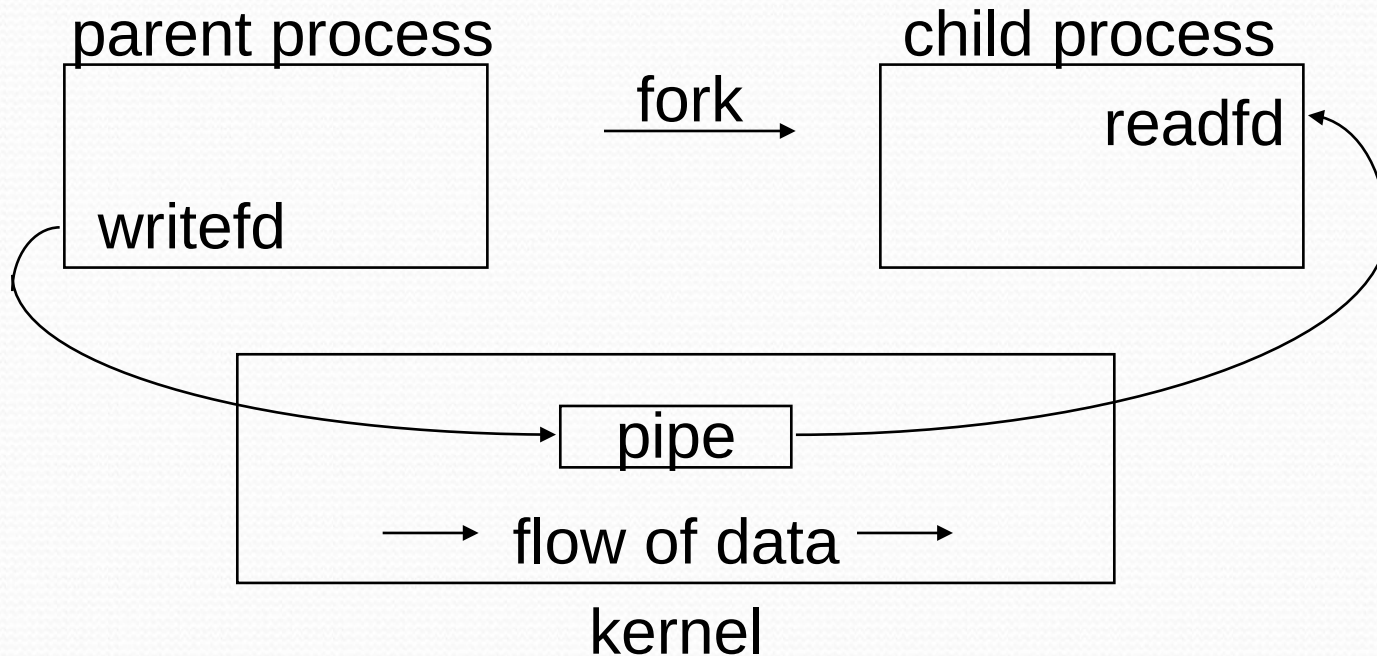 parent process
child process
fork
readfd
writefd
pipe
flow of data
kernel